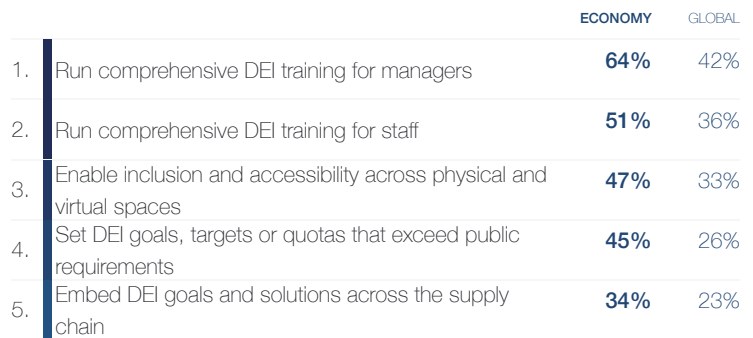 ECONOMY GLOBAL
1. Run comprehensive DEI training for managers 64% 42%
2. Run comprehensive DEI training for staff 51% 36%
3. Enable inclusion and accessibility across physical and
virtual spaces 47% 33%
4. Set DEI goals, targets or quotas that exceed public
requirements 45% 26%
5. Embed DEI goals and solutions across the supply
chain 34% 23%